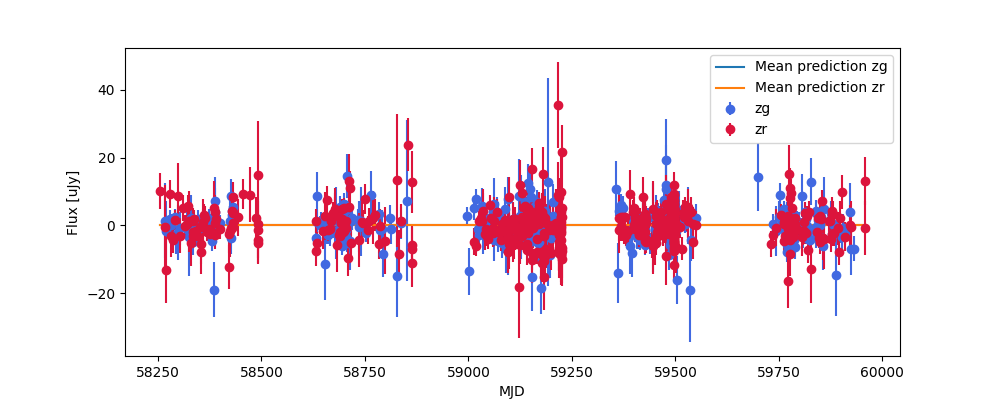 Mean prediction zg
Mean prediction zr
zg
zr
Flux [uJy]
40
20
0
−20
58250 58500 58750 59000 59250 59500 59750 60000
MJD